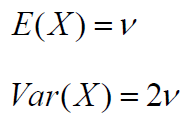 E(X) = ν
Var(X) = 2ν